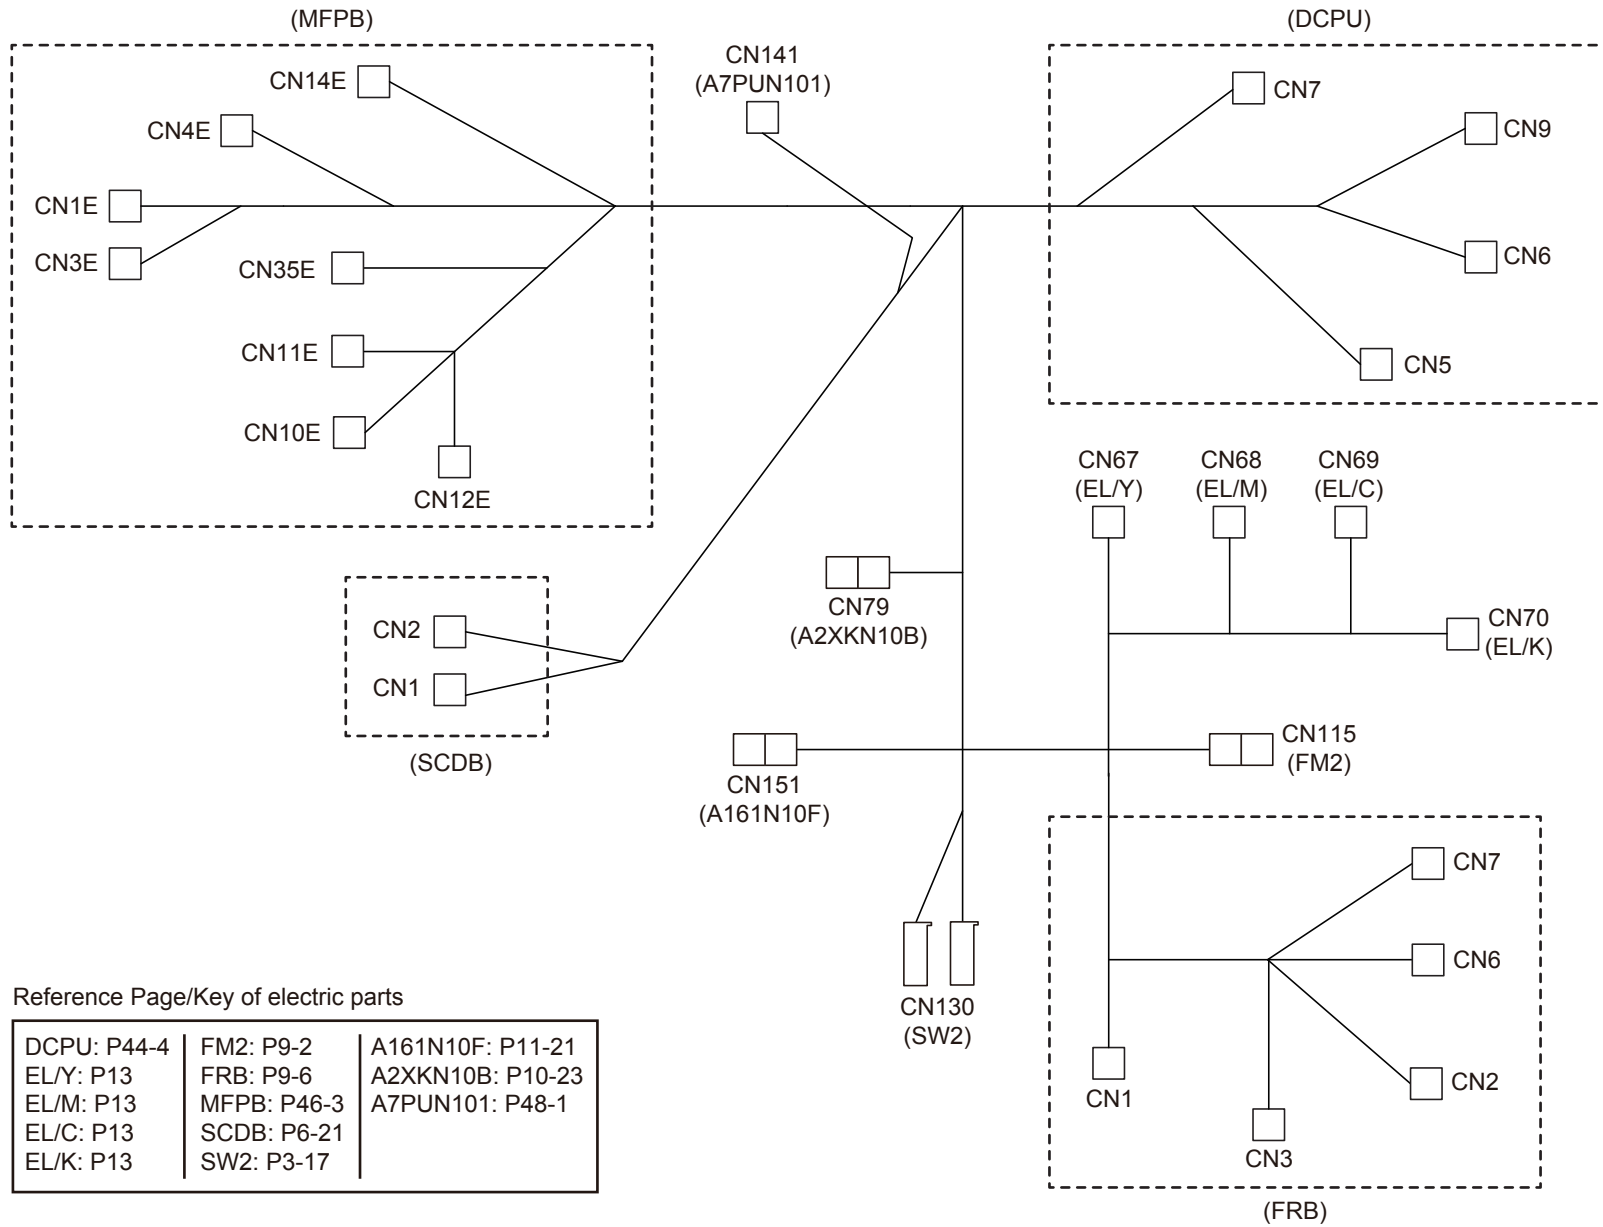 (MFPB)
(DCPU)
CN141
(A7PUN101)
CN14E
CN4E
CN1E
CN3E
CN35E
CN11E
CN10E
CN12E
CN7
CN9
CN6
CN5
CN67
(EL/Y)
CN68
(EL/M)
CN69
(EL/C)
CN70
(EL/K)
CN79
(A2XKN10B)
CN2
CN1
(SCDB)
CN151
(A161N10F)
CN115
(FM2)
CN130
(SW2)
CN7
CN6
CN2
CN1
CN3
(FRB)
Reference Page/Key of electric parts
DCPU: P44-4
EL/Y: P13
EL/M: P13
EL/C: P13
EL/K: P13
FM2: P9-2
FRB: P9-6
MFPB: P46-3
SCDB: P6-21
SW2: P3-17
A161N10F: P11-21
A2XKN10B: P10-23
A7PUN101: P48-1